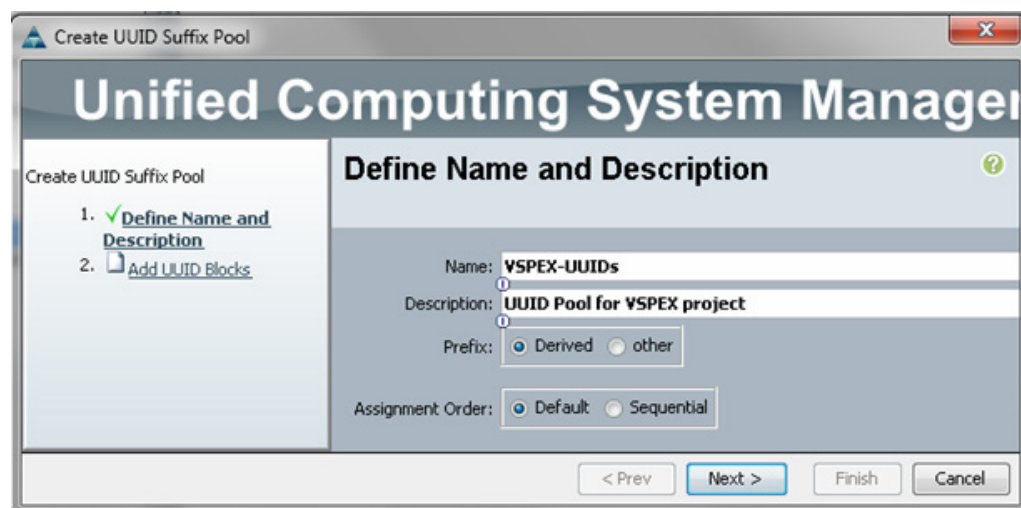 Create UUID Suffix Pool
Unified Computing System Manager
Create UUID Suffix Pool
1. Define Name and
Description
2. Add UUID Blocks
Define Name and Description
Name: VSPEX-UUIDs
Description: UUID Pool for VSPEX project
Prefix: Derived other
Assignment Order: Default Sequential
< Prev Next > Finish Cancel